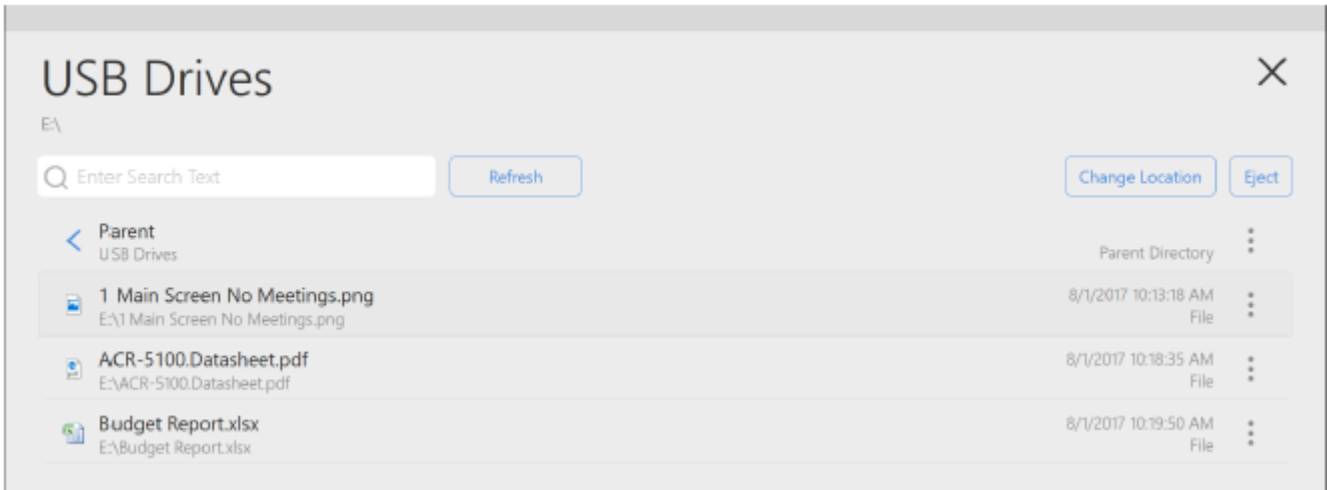 USB Drives
E:\
Enter Search Text
Refresh
Change Location
Eject
Parent
USB Drives
Parent Directory
1 Main Screen No Meetings.png
8/1/2017 10:13:18 AM
E:\1 Main Screen No Meetings.png
File
ACR-5100.Datasheet.pdf
8/1/2017 10:18:35 AM
E:\ACR-5100.Datasheet.pdf
File
Budget Report.xlsx
8/1/2017 10:19:50 AM
E:\Budget Report.xlsx
File